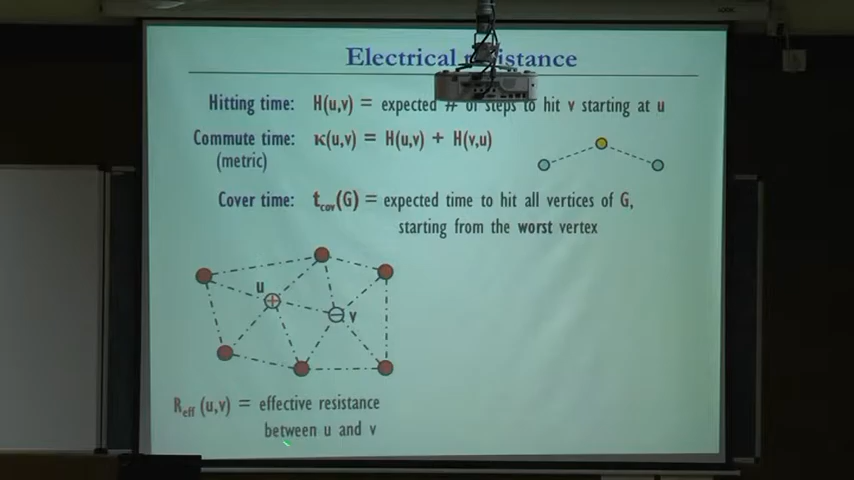 Electrical
Hitting time: H(u,v) = expected # of steps to hit v starting at u
Commute time: κ(u,v) = H(u,v) + H(v,u)
(metric)
Cover time: t_cov(G) = expected time to hit all vertices of G,
starting from the worst vertex
u
+
− v
R_eff (u,v) = effective resistance
between u and v